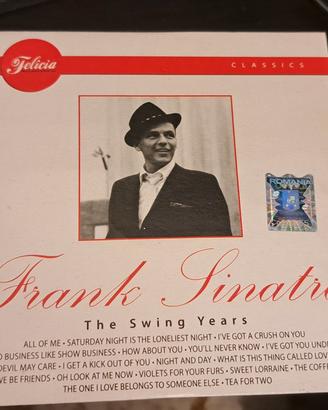 Felicia
CLASSICS
ROMANIA
Frank Sinatra
The Swing Years
ALL OF ME • SATURDAY NIGHT IS THE LONELIEST NIGHT • I'VE GOT A CRUSH ON YOU
BUSINESS LIKE SHOW BUSINESS • HOW ABOUT YOU • YOU'LL NEVER KNOW • I'VE GOT YOU UND
DEVIL MAY CARE • I GET A KICK OUT OF YOU • NIGHT AND DAY • WHAT IS THIS THING CALLED LOV
VE BE FRIENDS • OH LOOK AT ME NOW • VIOLETS FOR YOUR FURS • SWEET LORRAINE • THE COFF
THE ONE I LOVE BELONGS TO SOMEONE ELSE • TEA FOR TWO